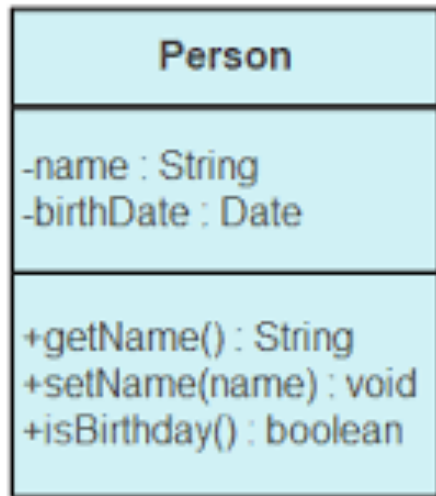 Person
-name : String
-birthDate : Date
+getName() : String
+setName(name) : void
+isBirthday() : boolean